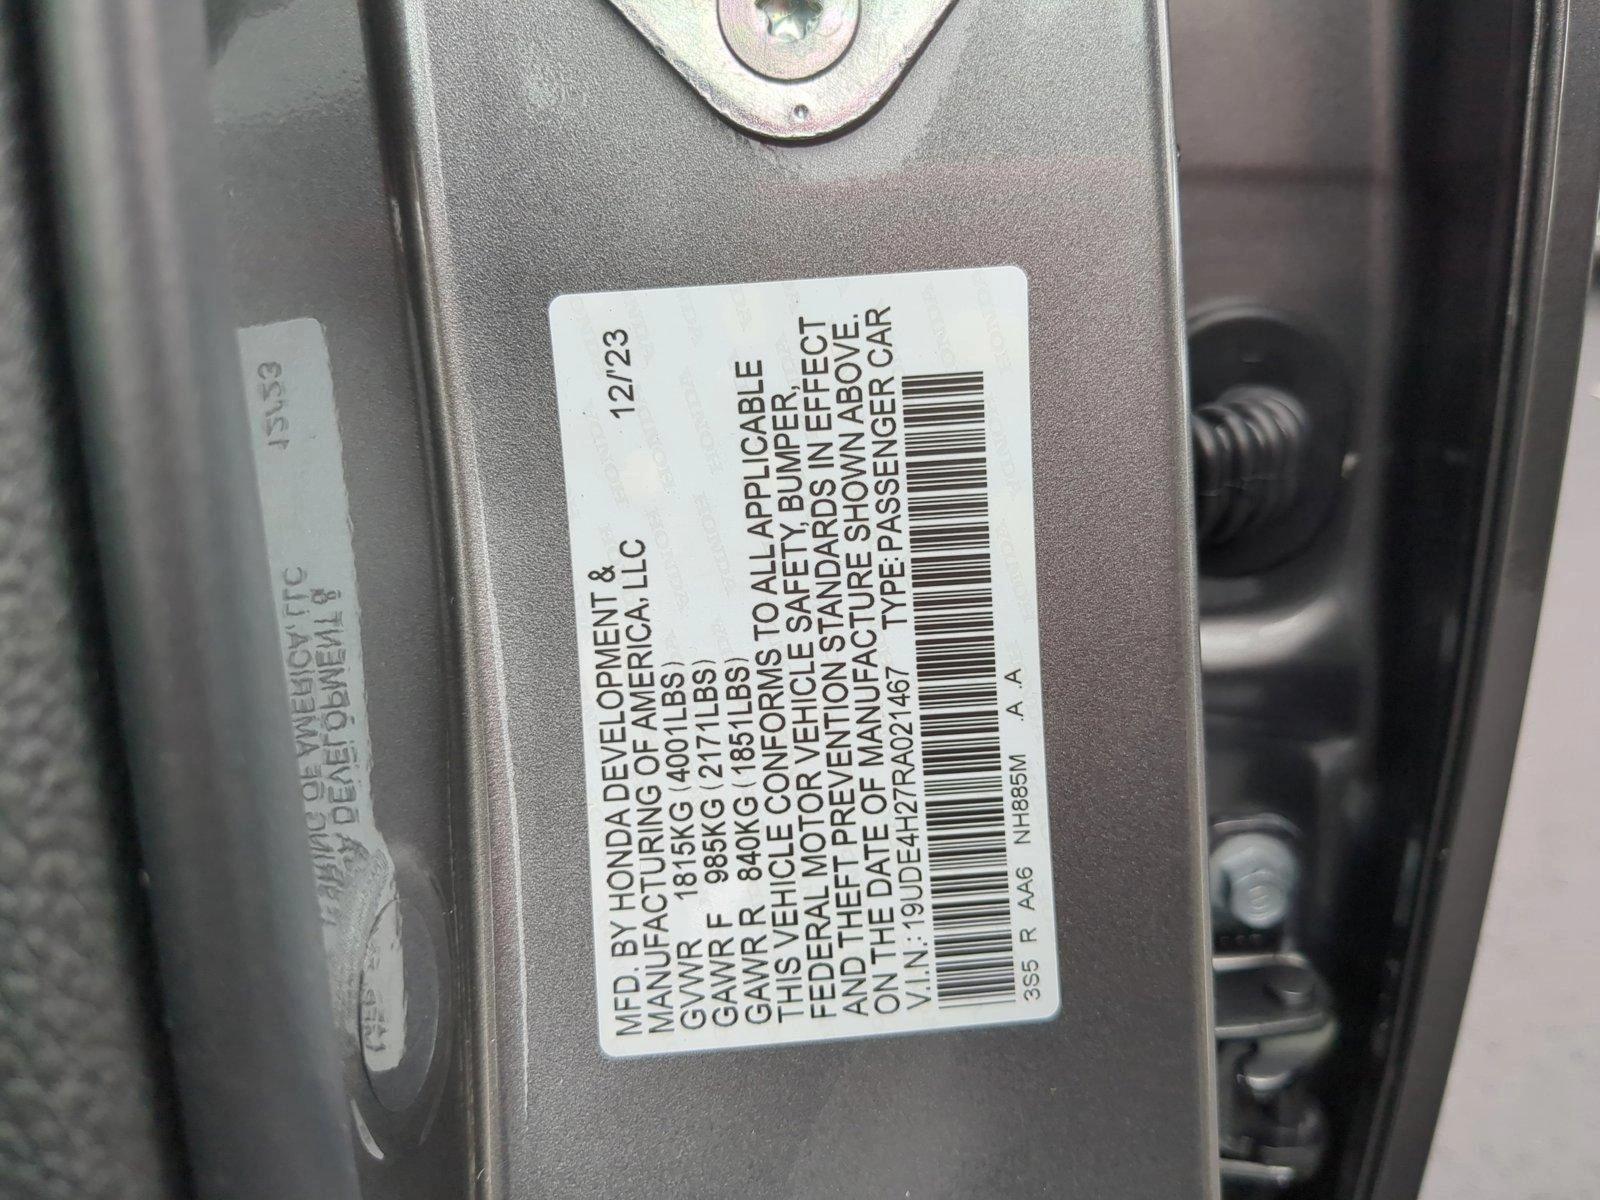 MFD. BY HONDA DEVELOPMENT &
MANUFACTURING OF AMERICA, LLC 12/'23
GVWR 1815KG (4001LBS)
GAWR F 985KG (2171LBS)
GAWR R 840KG (1851LBS)
THIS VEHICLE CONFORMS TO ALL APPLICABLE
FEDERAL MOTOR VEHICLE SAFETY, BUMPER,
AND THEFT PREVENTION STANDARDS IN EFFECT
ON THE DATE OF MANUFACTURE SHOWN ABOVE.
V.I.N.: 19UDE4H27RA021467 TYPE: PASSENGER CAR
3S5 R AA6 NH885M .A .A